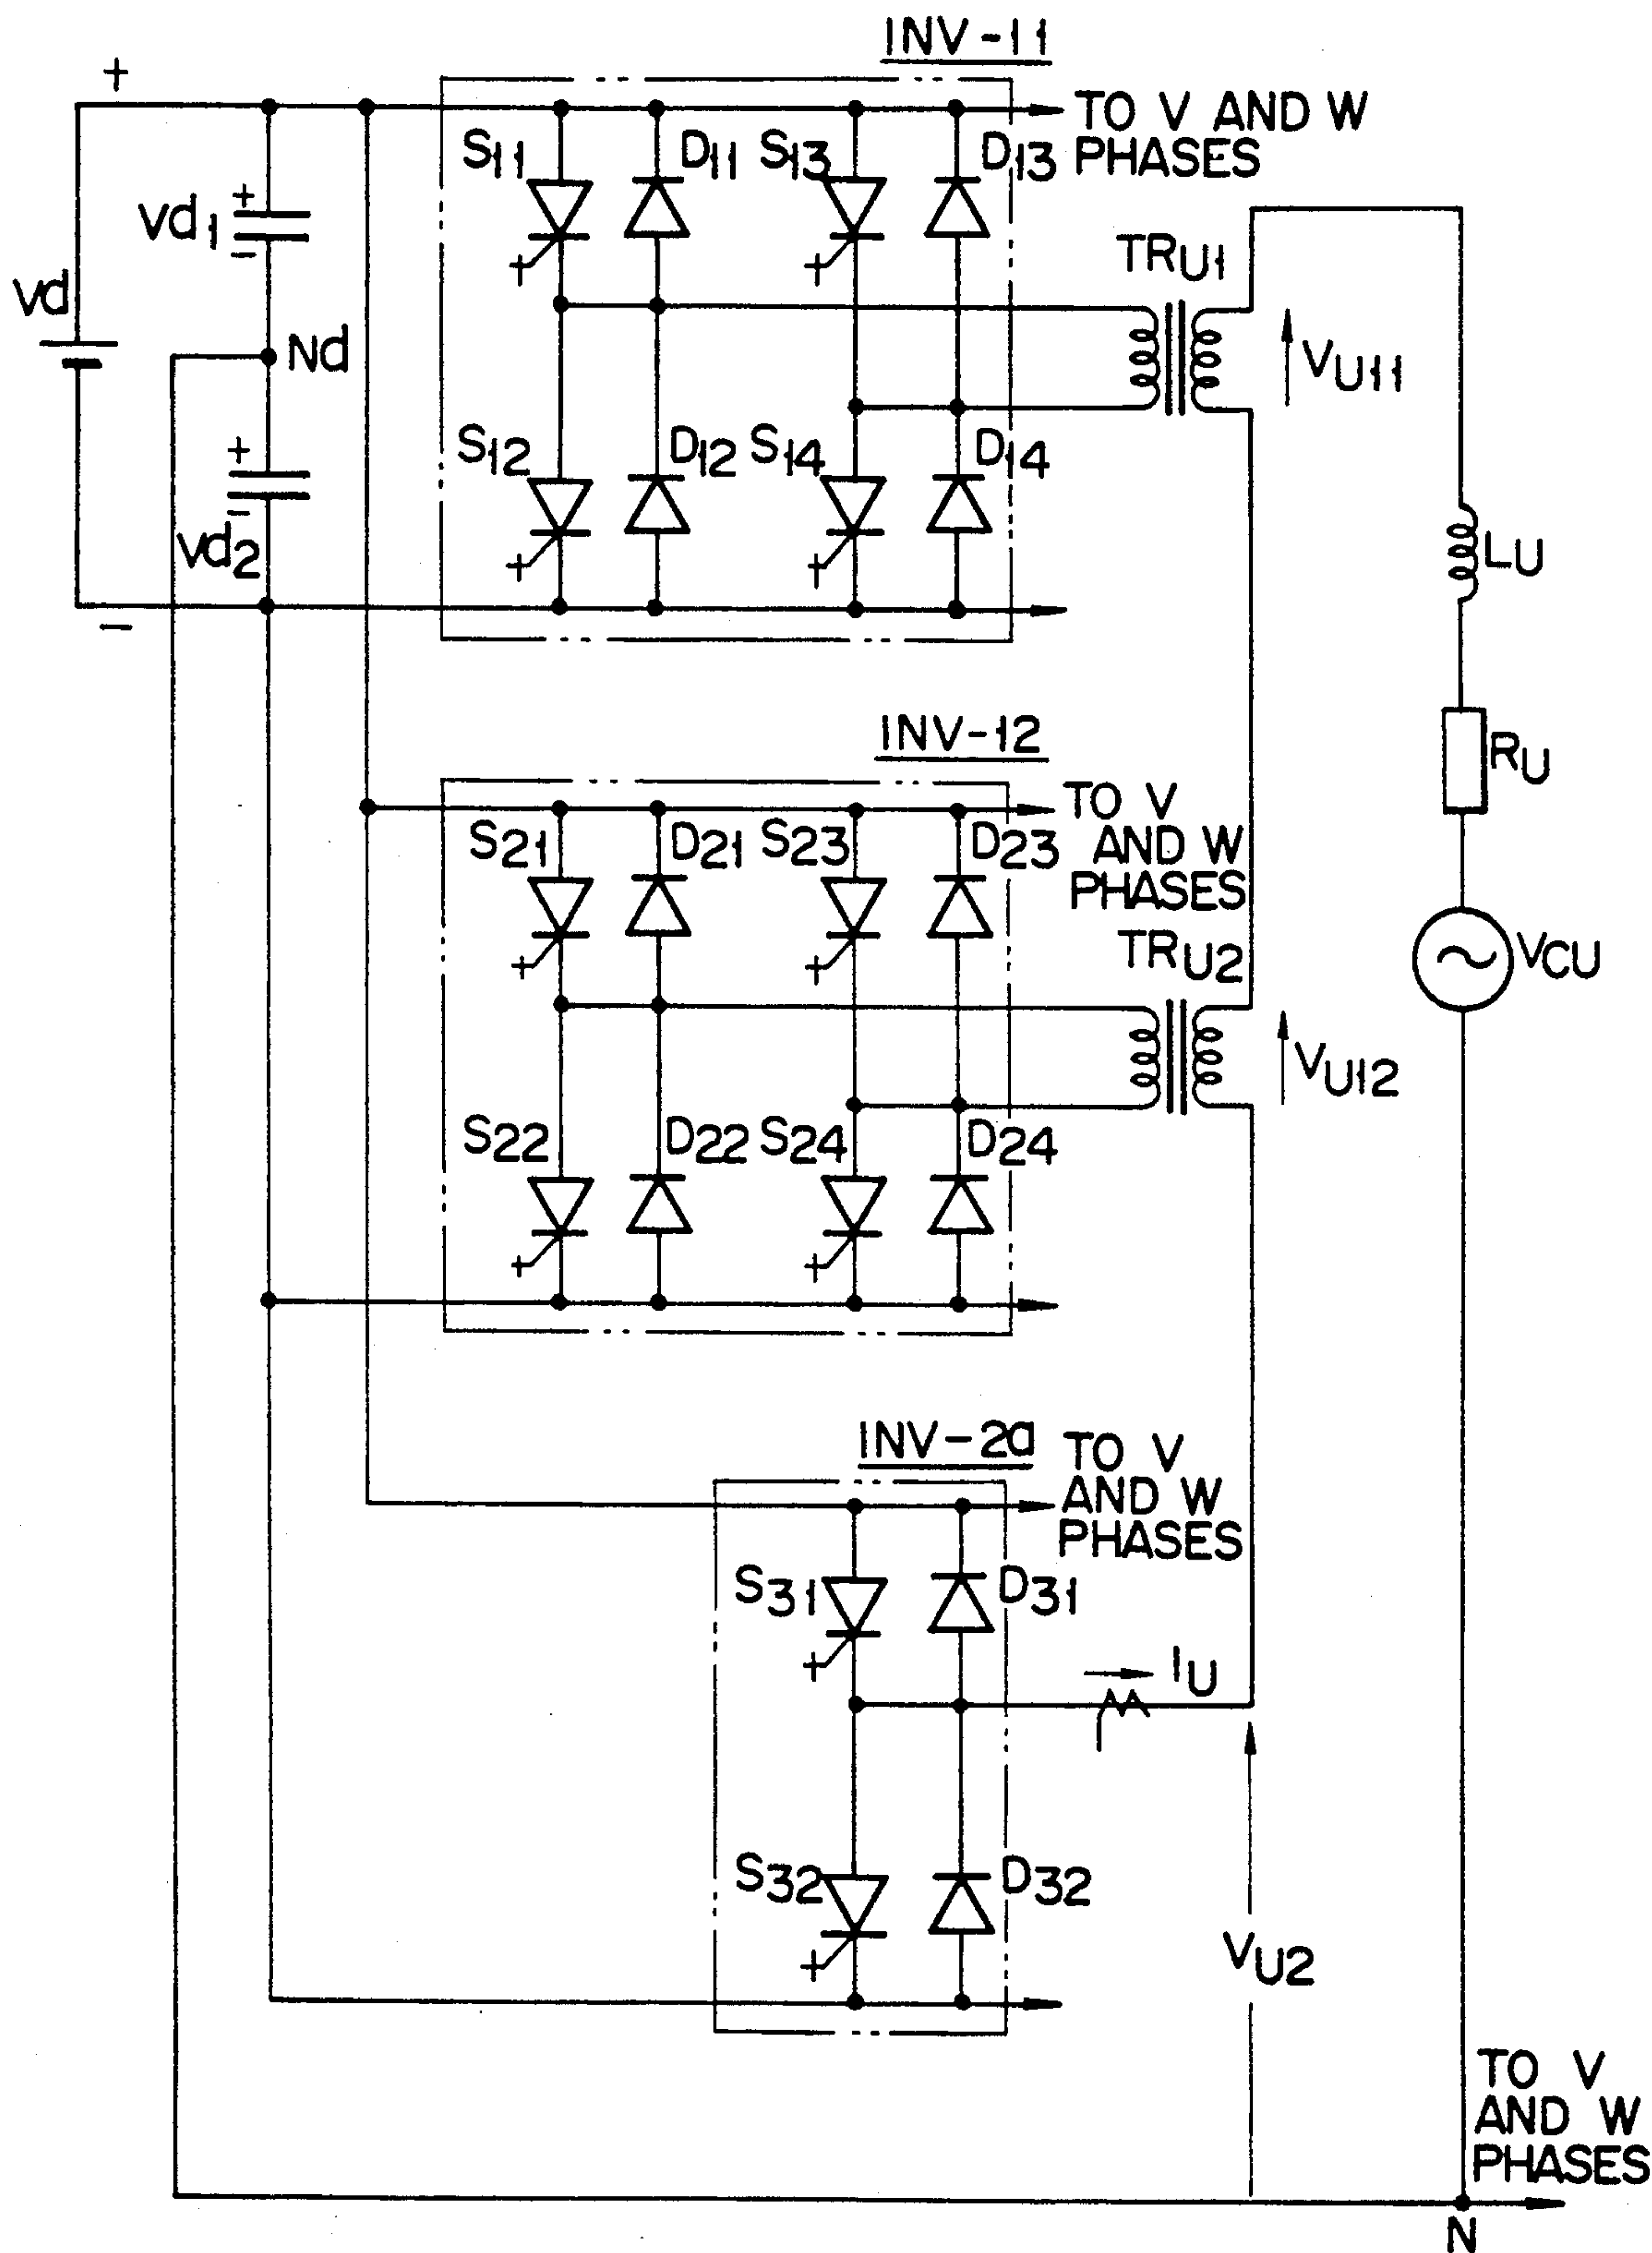 INV-11
+
TO V AND W
PHASES
S11
D11
S13
D13
+
Vd1
-
TRU1
Vd
Nd
VU11
+
S12
D12
S14
D14
-
Vd2
LU
-
INV-12
RU
TO V
AND W
PHASES
S21
D21
S23
D23
TRU2
VCU
VU12
S22
D22
S24
D24
INV-2a
TO V
AND W
PHASES
S31
D31
IU
S32
D32
VU2
TO V
AND W
PHASES
N